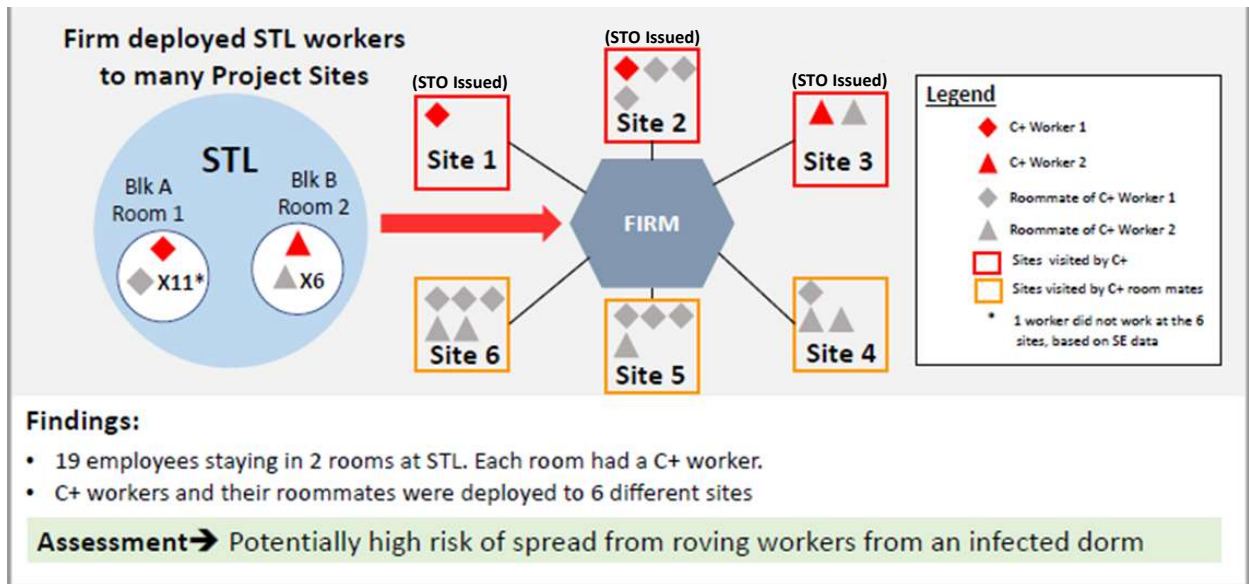 Firm deployed STL workers
to many Project Sites
STL
Blk A
Room 1
X11*
Blk B
Room 2
X6
(STO Issued)
Site 1
(STO Issued)
Site 2
(STO Issued)
Site 3
FIRM
Site 6
Site 5
Site 4
Legend
C+ Worker 1
C+ Worker 2
Roommate of C+ Worker 1
Roommate of C+ Worker 2
Sites visited by C+
Sites visited by C+ room mates
* 1 worker did not work at the 6
sites, based on SE data
Findings:
• 19 employees staying in 2 rooms at STL. Each room had a C+ worker.
• C+ workers and their roommates were deployed to 6 different sites
Assessment➔ Potentially high risk of spread from roving workers from an infected dorm